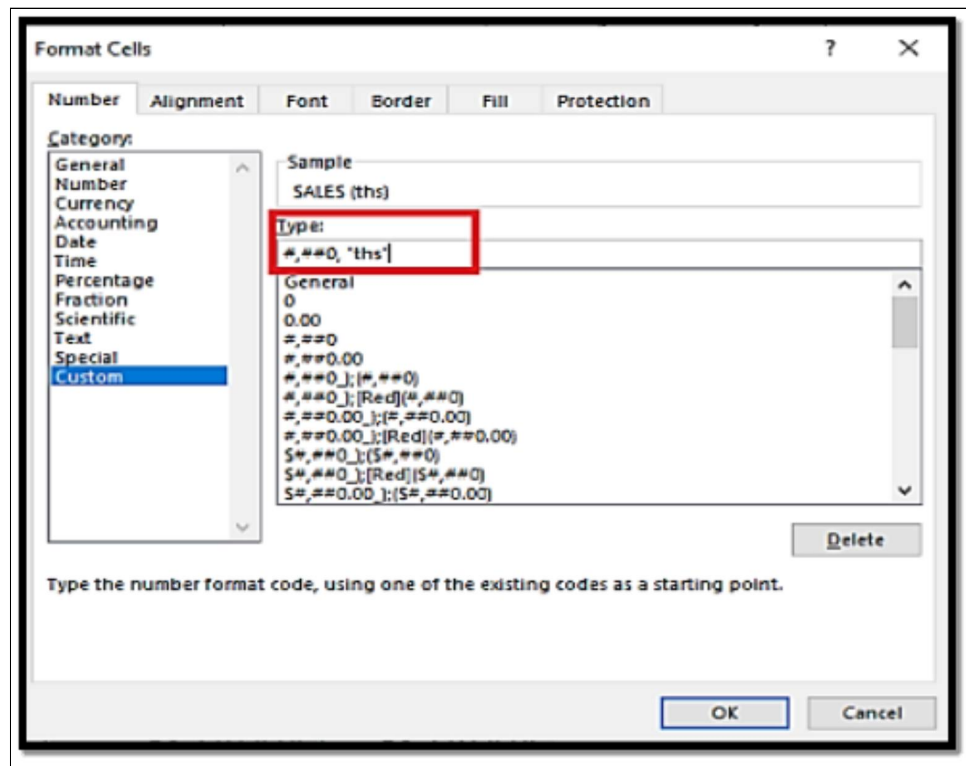 Format Cells ? ×
Number Alignment Font Border Fill Protection
Category:
General
Number
Currency
Accounting
Date
Time
Percentage
Fraction
Scientific
Text
Special
Custom
Sample
SALES (ths)
Type:
#,##0, "ths"
General
0
0.00
#,##0
#,##0.00
#,##0_);(#,##0)
#,##0_);[Red](#,##0)
#,##0.00_);(#,##0.00)
#,##0.00_);[Red](#,##0.00)
$#,##0_);($#,##0)
$#,##0_);[Red]($#,##0)
$#,##0.00_);($#,##0.00)
Delete
Type the number format code, using one of the existing codes as a starting point.
OK Cancel